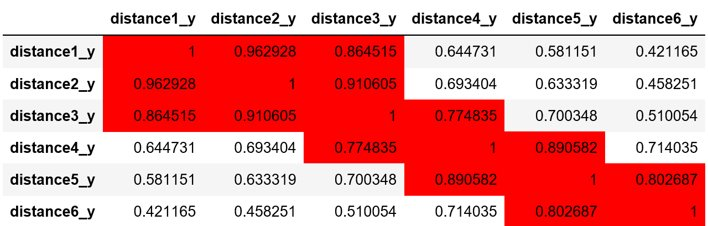 distance1_y distance2_y distance3_y distance4_y distance5_y distance6_y
distance1_y 1 0.962928 0.864515 0.644731 0.581151 0.421165
distance2_y 0.962928 1 0.910605 0.693404 0.633319 0.458251
distance3_y 0.864515 0.910605 1 0.774835 0.700348 0.510054
distance4_y 0.644731 0.693404 0.774835 1 0.890582 0.714035
distance5_y 0.581151 0.633319 0.700348 0.890582 1 0.802687
distance6_y 0.421165 0.458251 0.510054 0.714035 0.802687 1